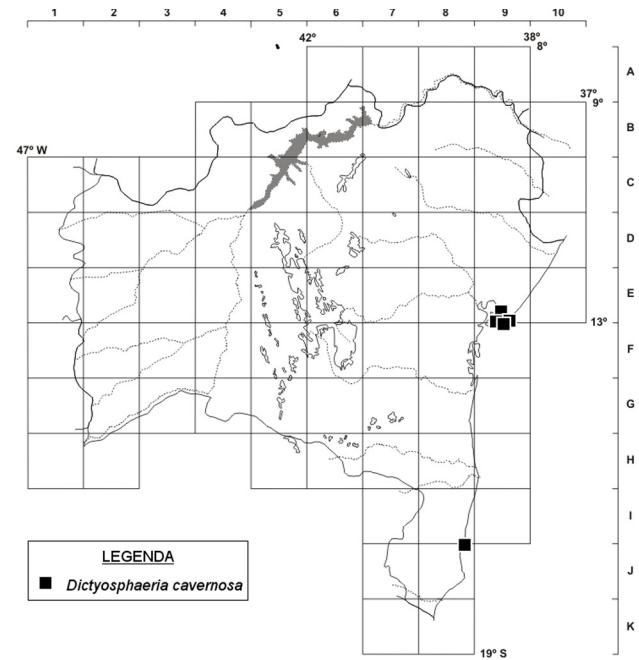 1 2 3 4 5 6 7 8 9 10
42º 38º
8º
A
37º
9º
B
47º W
C
D
E
13º
F
G
H
I
LEGENDA
Dictyosphaeria cavernosa
J
K
19º S